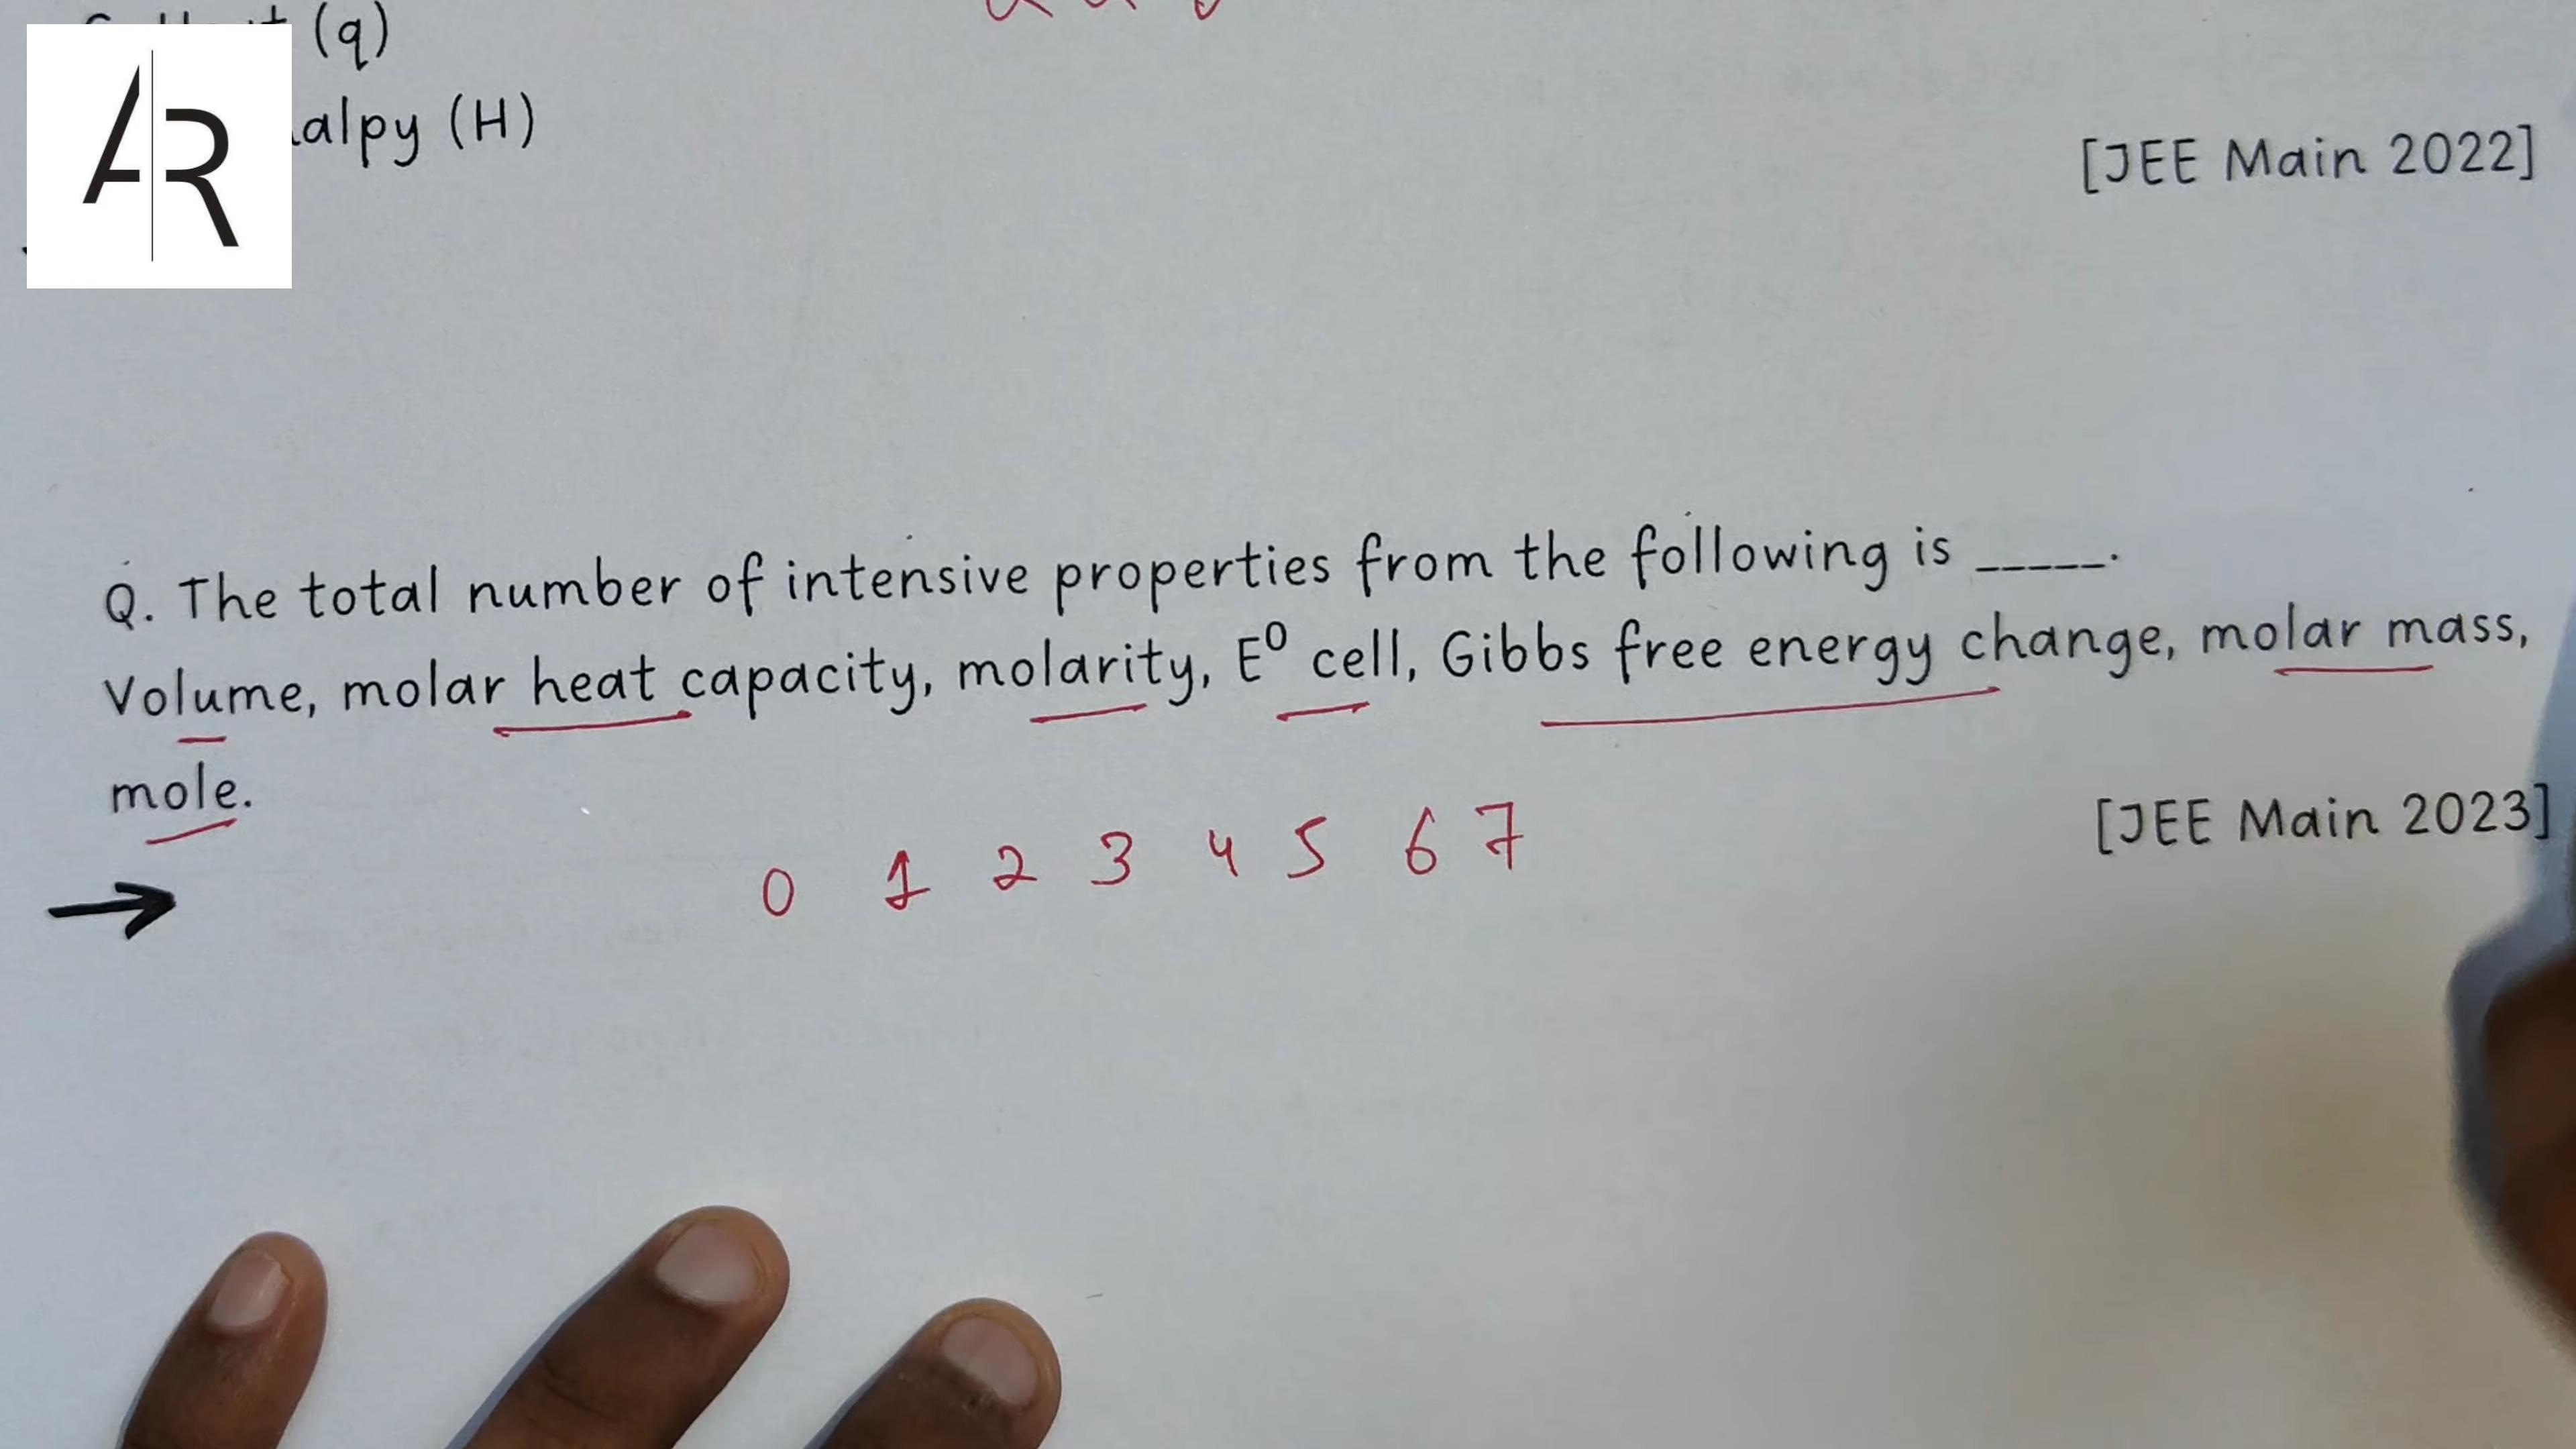 (q)
AR
alpy (H)
[JEE Main 2022]
Q. The total number of intensive properties from the following is _____.
Volume, molar heat capacity, molarity, E⁰ cell, Gibbs free energy change, molar mass,
mole.
[JEE Main 2023]
→
0 1 2 3 4 5 6 7